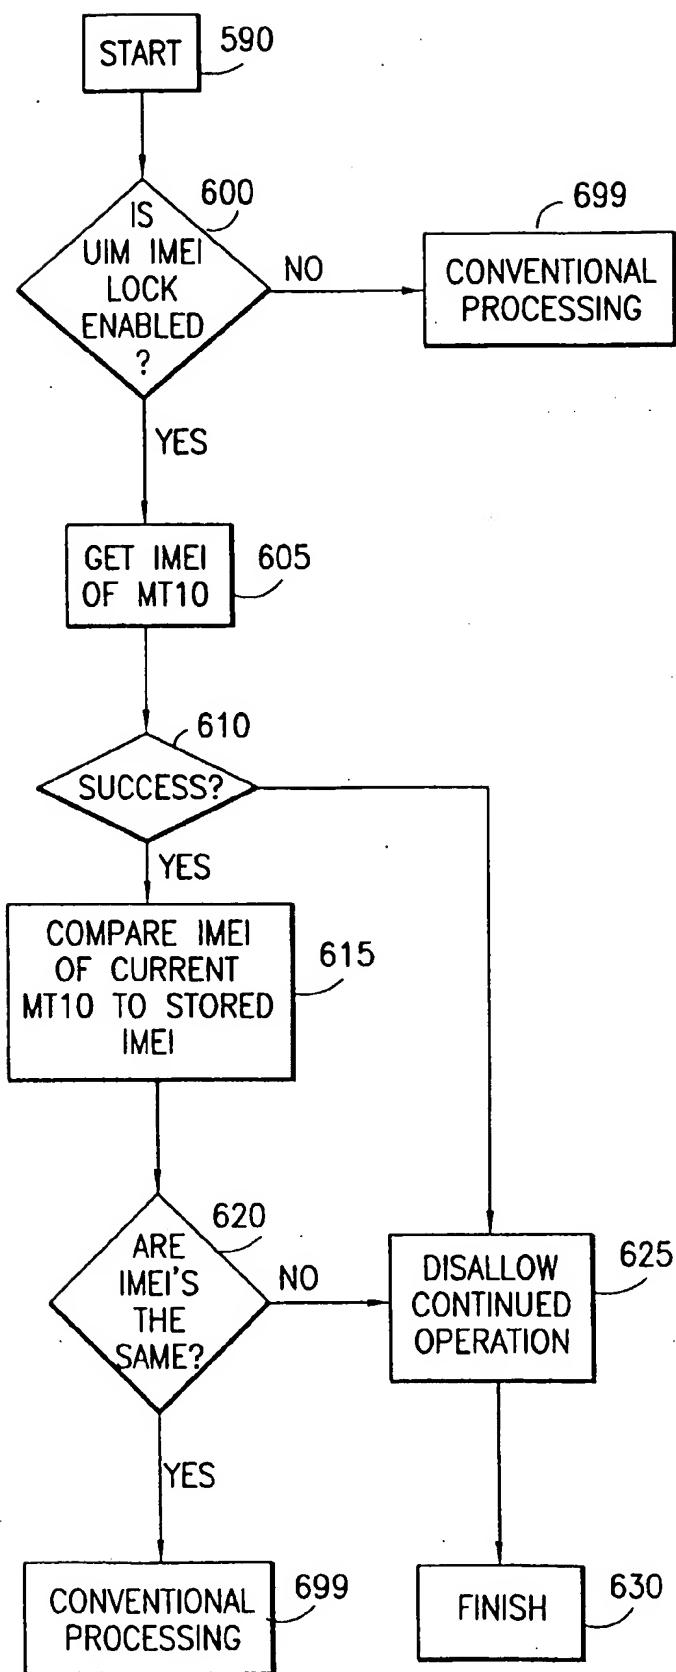 START
590
600
IS
UIM IMEI
LOCK
ENABLED
?
NO
699
CONVENTIONAL
PROCESSING
YES
GET IMEI
OF MT10
605
610
SUCCESS?
YES
COMPARE IMEI
OF CURRENT
MT10 TO STORED
IMEI
615
620
ARE
IMEI'S
THE
SAME?
NO
DISALLOW
CONTINUED
OPERATION
625
YES
CONVENTIONAL
PROCESSING
699
FINISH
630